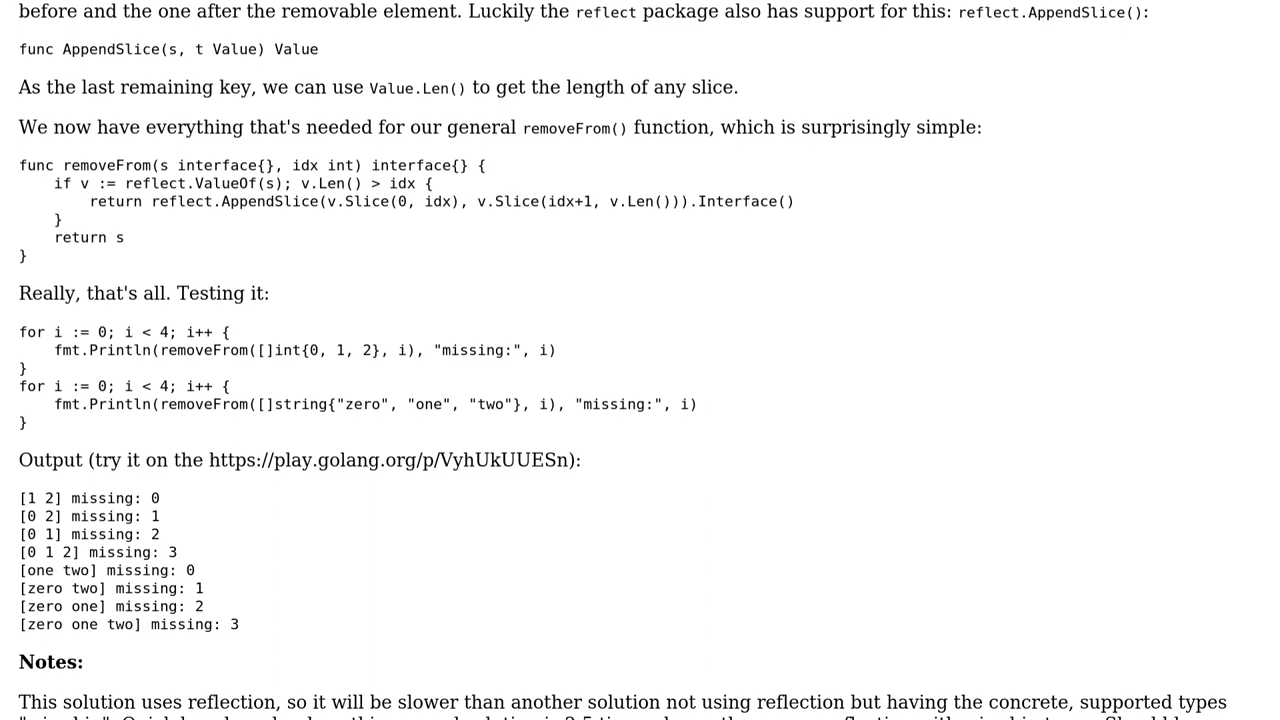 before and the one after the removable element. Luckily the reflect package also has support for this: reflect.AppendSlice():
func AppendSlice(s, t Value) Value
As the last remaining key, we can use Value.Len() to get the length of any slice.
We now have everything that's needed for our general removeFrom() function, which is surprisingly simple:
func removeFrom(s interface{}, idx int) interface{} {
    if v := reflect.ValueOf(s); v.Len() > idx {
        return reflect.AppendSlice(v.Slice(0, idx), v.Slice(idx+1, v.Len())).Interface()
    }
    return s
}
Really, that's all. Testing it:
for i := 0; i < 4; i++ {
    fmt.Println(removeFrom([]int{0, 1, 2}, i), "missing:", i)
}
for i := 0; i < 4; i++ {
    fmt.Println(removeFrom([]string{"zero", "one", "two"}, i), "missing:", i)
}
Output (try it on the https://play.golang.org/p/VyhUkUUESn):
[1 2] missing: 0
[0 2] missing: 1
[0 1] missing: 2
[0 1 2] missing: 3
[one two] missing: 0
[zero two] missing: 1
[zero one] missing: 2
[zero one two] missing: 3
Notes:
This solution uses reflection, so it will be slower than another solution not using reflection but having the concrete, supported types